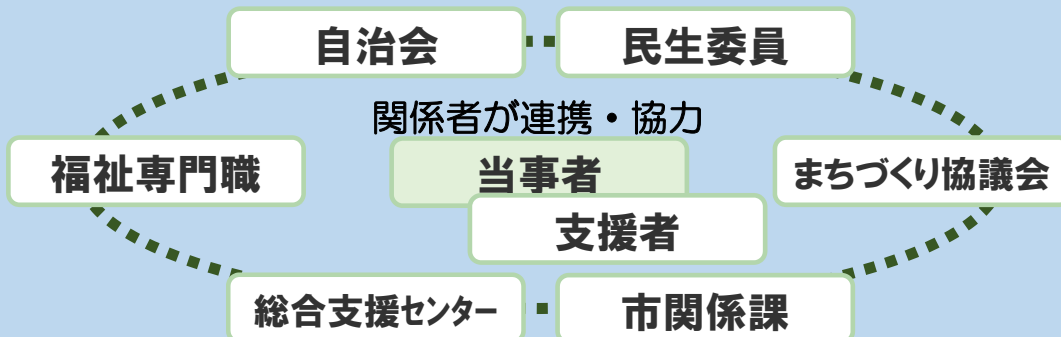 自治会
民生委員
関係者が連携・協力
福祉専門職
当事者
まちづくり協議会
支援者
総合支援センター
市関係課